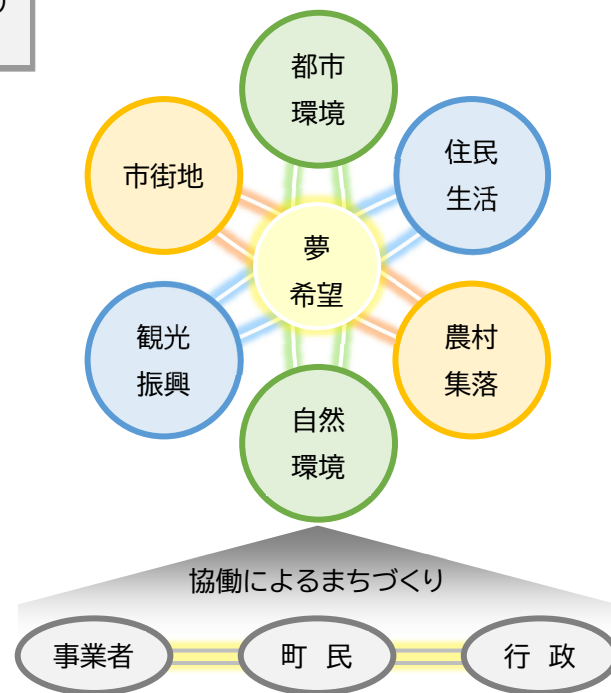 都市
環境
市街地
住民
生活
夢
希望
観光
振興
農村
集落
自然
環境
協働によるまちづくり
事業者
町 民
行 政